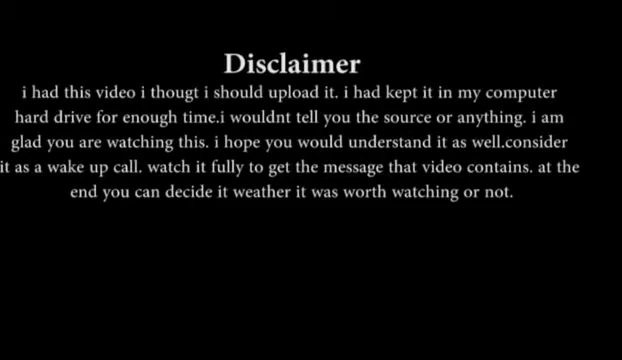 Disclaimer
i had this video i thougt i should upload it. i had kept it in my computer
hard drive for enough time.i wouldnt tell you the source or anything. i am
glad you are watching this. i hope you would understand it as well.consider
it as a wake up call. watch it fully to get the message that video contains. at the
end you can decide it weather it was worth watching or not.